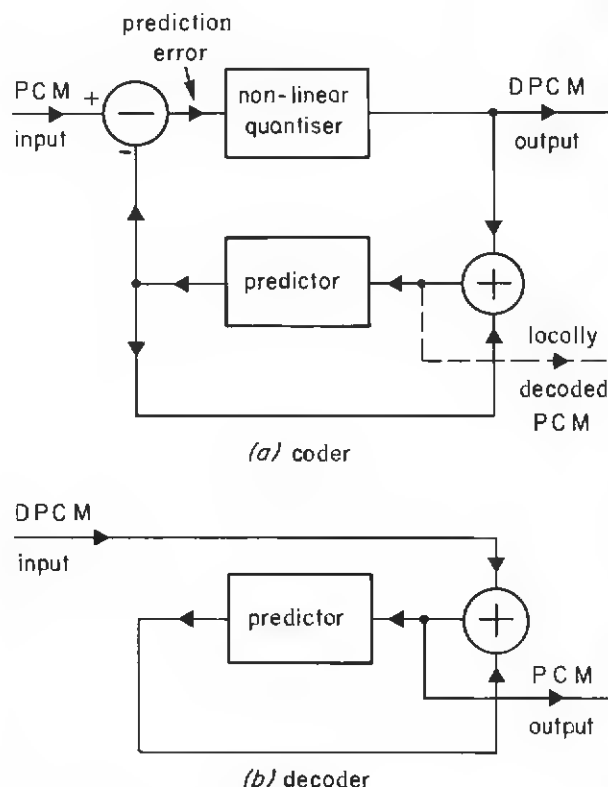 prediction
error
PCM
+
−
input
-
non-linear
quantiser
DPCM
output
predictor
+
locally
decoded
PCM
(a) coder
DPCM
input
predictor
+
PCM
output
(b) decoder